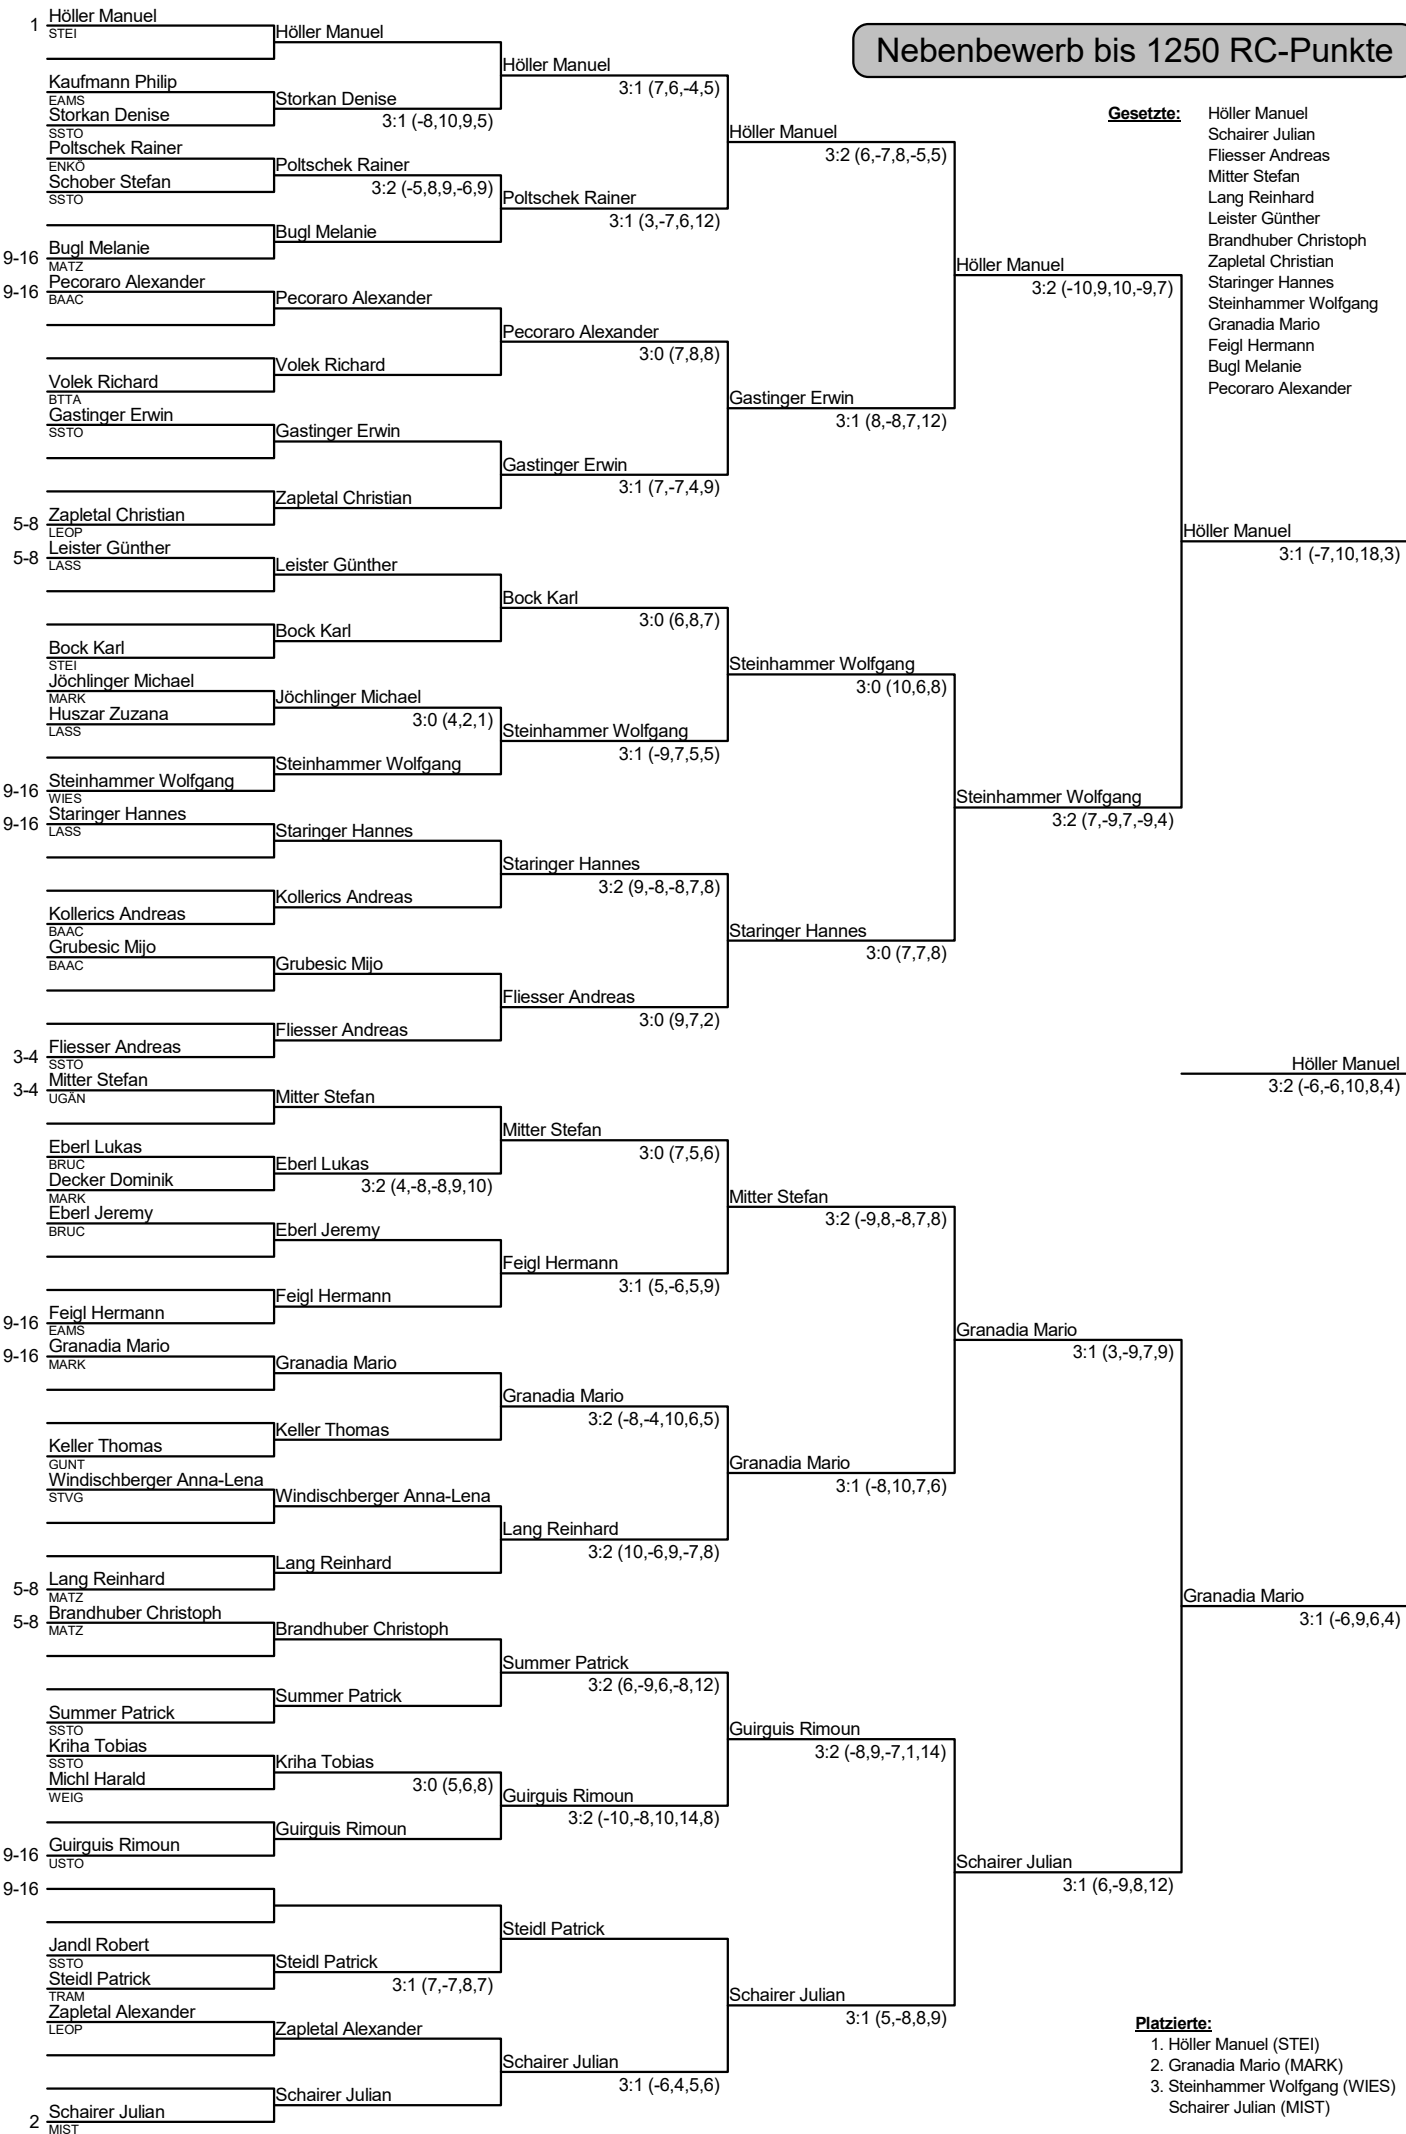 Nebenbewerb bis 1250 RC-Punkte
Gesetzte:
Höller Manuel
Schairer Julian
Fliesser Andreas
Mitter Stefan
Lang Reinhard
Leister Günther
Brandhuber Christoph
Zapletal Christian
Staringer Hannes
Steinhammer Wolfgang
Granadia Mario
Feigl Hermann
Bugl Melanie
Pecoraro Alexander
1 Höller Manuel
STEI
Kaufmann Philip
EAMS
Storkan Denise
SSTO
Poltschek Rainer
ENKÖ
Schober Stefan
SSTO
9-16 Bugl Melanie
MATZ
9-16 Pecoraro Alexander
BAAC
Volek Richard
BTTA
Gastinger Erwin
SSTO
5-8 Zapletal Christian
LEOP
5-8 Leister Günther
LASS
Bock Karl
STEI
Jöchlinger Michael
MARK
Huszar Zuzana
LASS
9-16 Steinhammer Wolfgang
WIES
9-16 Staringer Hannes
LASS
Kollerics Andreas
BAAC
Grubesic Mijo
BAAC
3-4 Fliesser Andreas
SSTO
3-4 Mitter Stefan
UGÄN
Eberl Lukas
BRUC
Decker Dominik
MARK
Eberl Jeremy
BRUC
9-16 Feigl Hermann
EAMS
9-16 Granadia Mario
MARK
Keller Thomas
GUNT
Windischberger Anna-Lena
STVG
5-8 Lang Reinhard
MATZ
5-8 Brandhuber Christoph
MATZ
Summer Patrick
SSTO
Kriha Tobias
SSTO
Michl Harald
WEIG
9-16 Guirguis Rimoun
USTO
9-16
Jandl Robert
SSTO
Steidl Patrick
TRAM
Zapletal Alexander
LEOP
2 Schairer Julian
MIST
Höller Manuel
Storkan Denise
3:1 (-8,10,9,5)
Poltschek Rainer
3:2 (-5,8,9,-6,9)
Bugl Melanie
Pecoraro Alexander
Volek Richard
Gastinger Erwin
Zapletal Christian
Leister Günther
Bock Karl
Jöchlinger Michael
3:0 (4,2,1)
Steinhammer Wolfgang
Staringer Hannes
Kollerics Andreas
Grubesic Mijo
Fliesser Andreas
Mitter Stefan
Eberl Lukas
3:2 (4,-8,-8,9,10)
Eberl Jeremy
Feigl Hermann
Granadia Mario
Keller Thomas
Windischberger Anna-Lena
Lang Reinhard
Brandhuber Christoph
Summer Patrick
Kriha Tobias
3:0 (5,6,8)
Guirguis Rimoun
Steidl Patrick
3:1 (7,-7,8,7)
Zapletal Alexander
Schairer Julian
Höller Manuel
3:1 (7,6,-4,5)
Poltschek Rainer
3:1 (3,-7,6,12)
Pecoraro Alexander
3:0 (7,8,8)
Gastinger Erwin
3:1 (7,-7,4,9)
Bock Karl
3:0 (6,8,7)
Steinhammer Wolfgang
3:1 (-9,7,5,5)
Staringer Hannes
3:2 (9,-8,-8,7,8)
Fliesser Andreas
3:0 (9,7,2)
Mitter Stefan
3:0 (7,5,6)
Feigl Hermann
3:1 (5,-6,5,9)
Granadia Mario
3:2 (-8,-4,10,6,5)
Lang Reinhard
3:2 (10,-6,9,-7,8)
Summer Patrick
3:2 (6,-9,6,-8,12)
Guirguis Rimoun
3:2 (-10,-8,10,14,8)
Steidl Patrick
Schairer Julian
3:1 (-6,4,5,6)
Höller Manuel
3:2 (6,-7,8,-5,5)
Gastinger Erwin
3:1 (8,-8,7,12)
Steinhammer Wolfgang
3:0 (10,6,8)
Staringer Hannes
3:0 (7,7,8)
Mitter Stefan
3:2 (-9,8,-8,7,8)
Granadia Mario
3:1 (-8,10,7,6)
Guirguis Rimoun
3:2 (-8,9,-7,1,14)
Schairer Julian
3:1 (5,-8,8,9)
Höller Manuel
3:2 (-10,9,10,-9,7)
Steinhammer Wolfgang
3:2 (7,-9,7,-9,4)
Granadia Mario
3:1 (3,-9,7,9)
Schairer Julian
3:1 (6,-9,8,12)
Höller Manuel
3:1 (-7,10,18,3)
Granadia Mario
3:1 (-6,9,6,4)
Höller Manuel
3:2 (-6,-6,10,8,4)
Platzierte:
1. Höller Manuel (STEI)
2. Granadia Mario (MARK)
3. Steinhammer Wolfgang (WIES)
Schairer Julian (MIST)